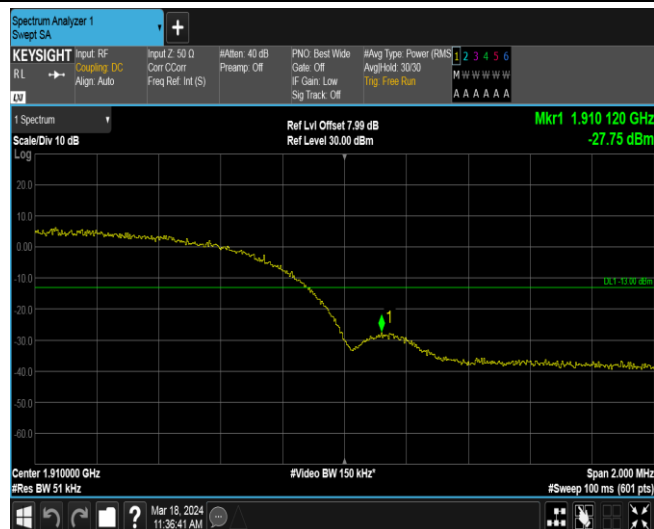 Spectrum Analyzer 1
Swept SA
+
KEYSIGHT
RL
LXI
Input: RF
Coupling: DC
Align: Auto
Input Z: 50 Ω
Corr CCorr
Freq Ref: Int (S)
#Atten: 40 dB
Preamp: Off
PNO: Best Wide
Gate: Off
IF Gain: Low
Sig Track: Off
#Avg Type: Power (RMS
Avg|Hold: 30/30
Trig: Free Run
1 2 3 4 5 6
M W W W W W
A A A A A A
1 Spectrum
Scale/Div 10 dB
Log
Ref Lvl Offset 7.99 dB
Ref Level 30.00 dBm
Mkr1 1.910 120 GHz
-27.75 dBm
20.0
10.0
0.00
-10.0
DL1 -13.00 dBm
-20.0
1
-30.0
-40.0
-50.0
-60.0
Center 1.910000 GHz
#Video BW 150 kHz*
Span 2.000 MHz
#Res BW 51 kHz
#Sweep 100 ms (601 pts)
?
Mar 18, 2024
11:36:41 AM